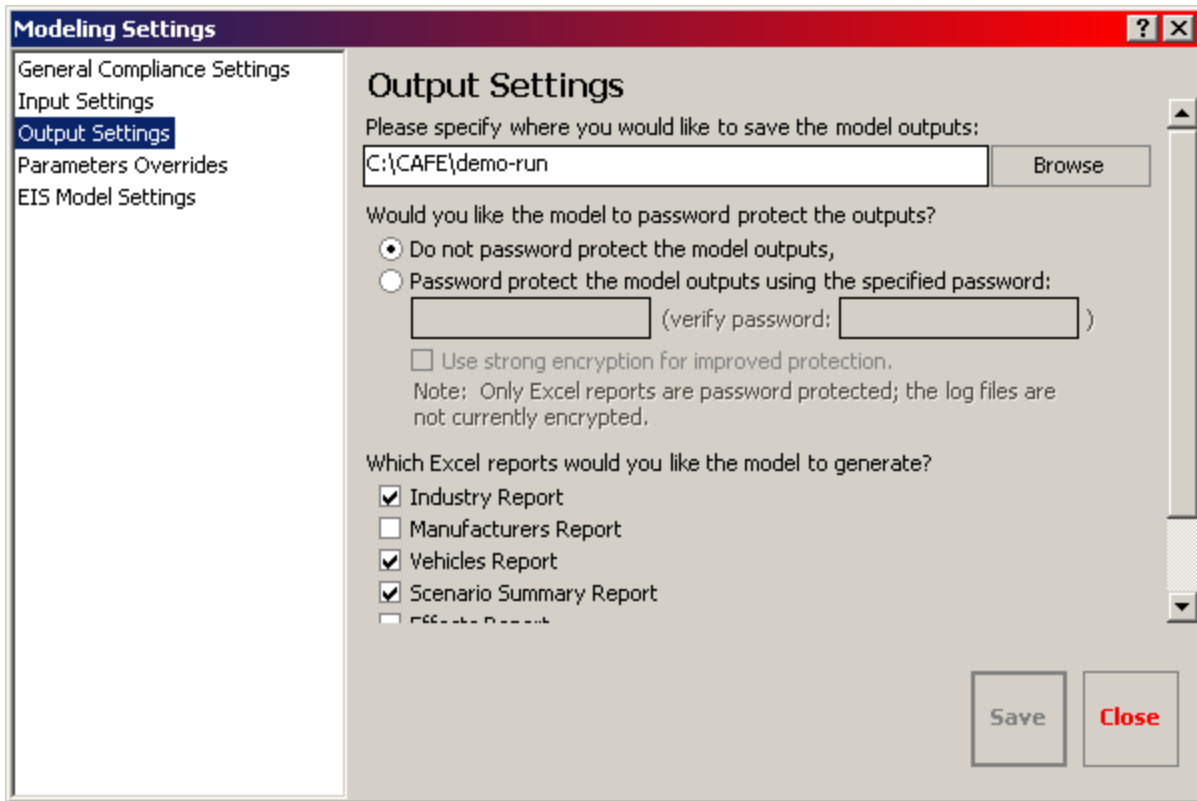 Modeling Settings
General Compliance Settings
Input Settings
Output Settings
Parameters Overrides
EIS Model Settings
Output Settings
Please specify where you would like to save the model outputs:
C:\CAFE\demo-run
Browse
Would you like the model to password protect the outputs?
Do not password protect the model outputs,
Password protect the model outputs using the specified password:
(verify password: )
Use strong encryption for improved protection.
Note: Only Excel reports are password protected; the log files are
not currently encrypted.
Which Excel reports would you like the model to generate?
Industry Report
Manufacturers Report
Vehicles Report
Scenario Summary Report
Effects Report
Save
Close